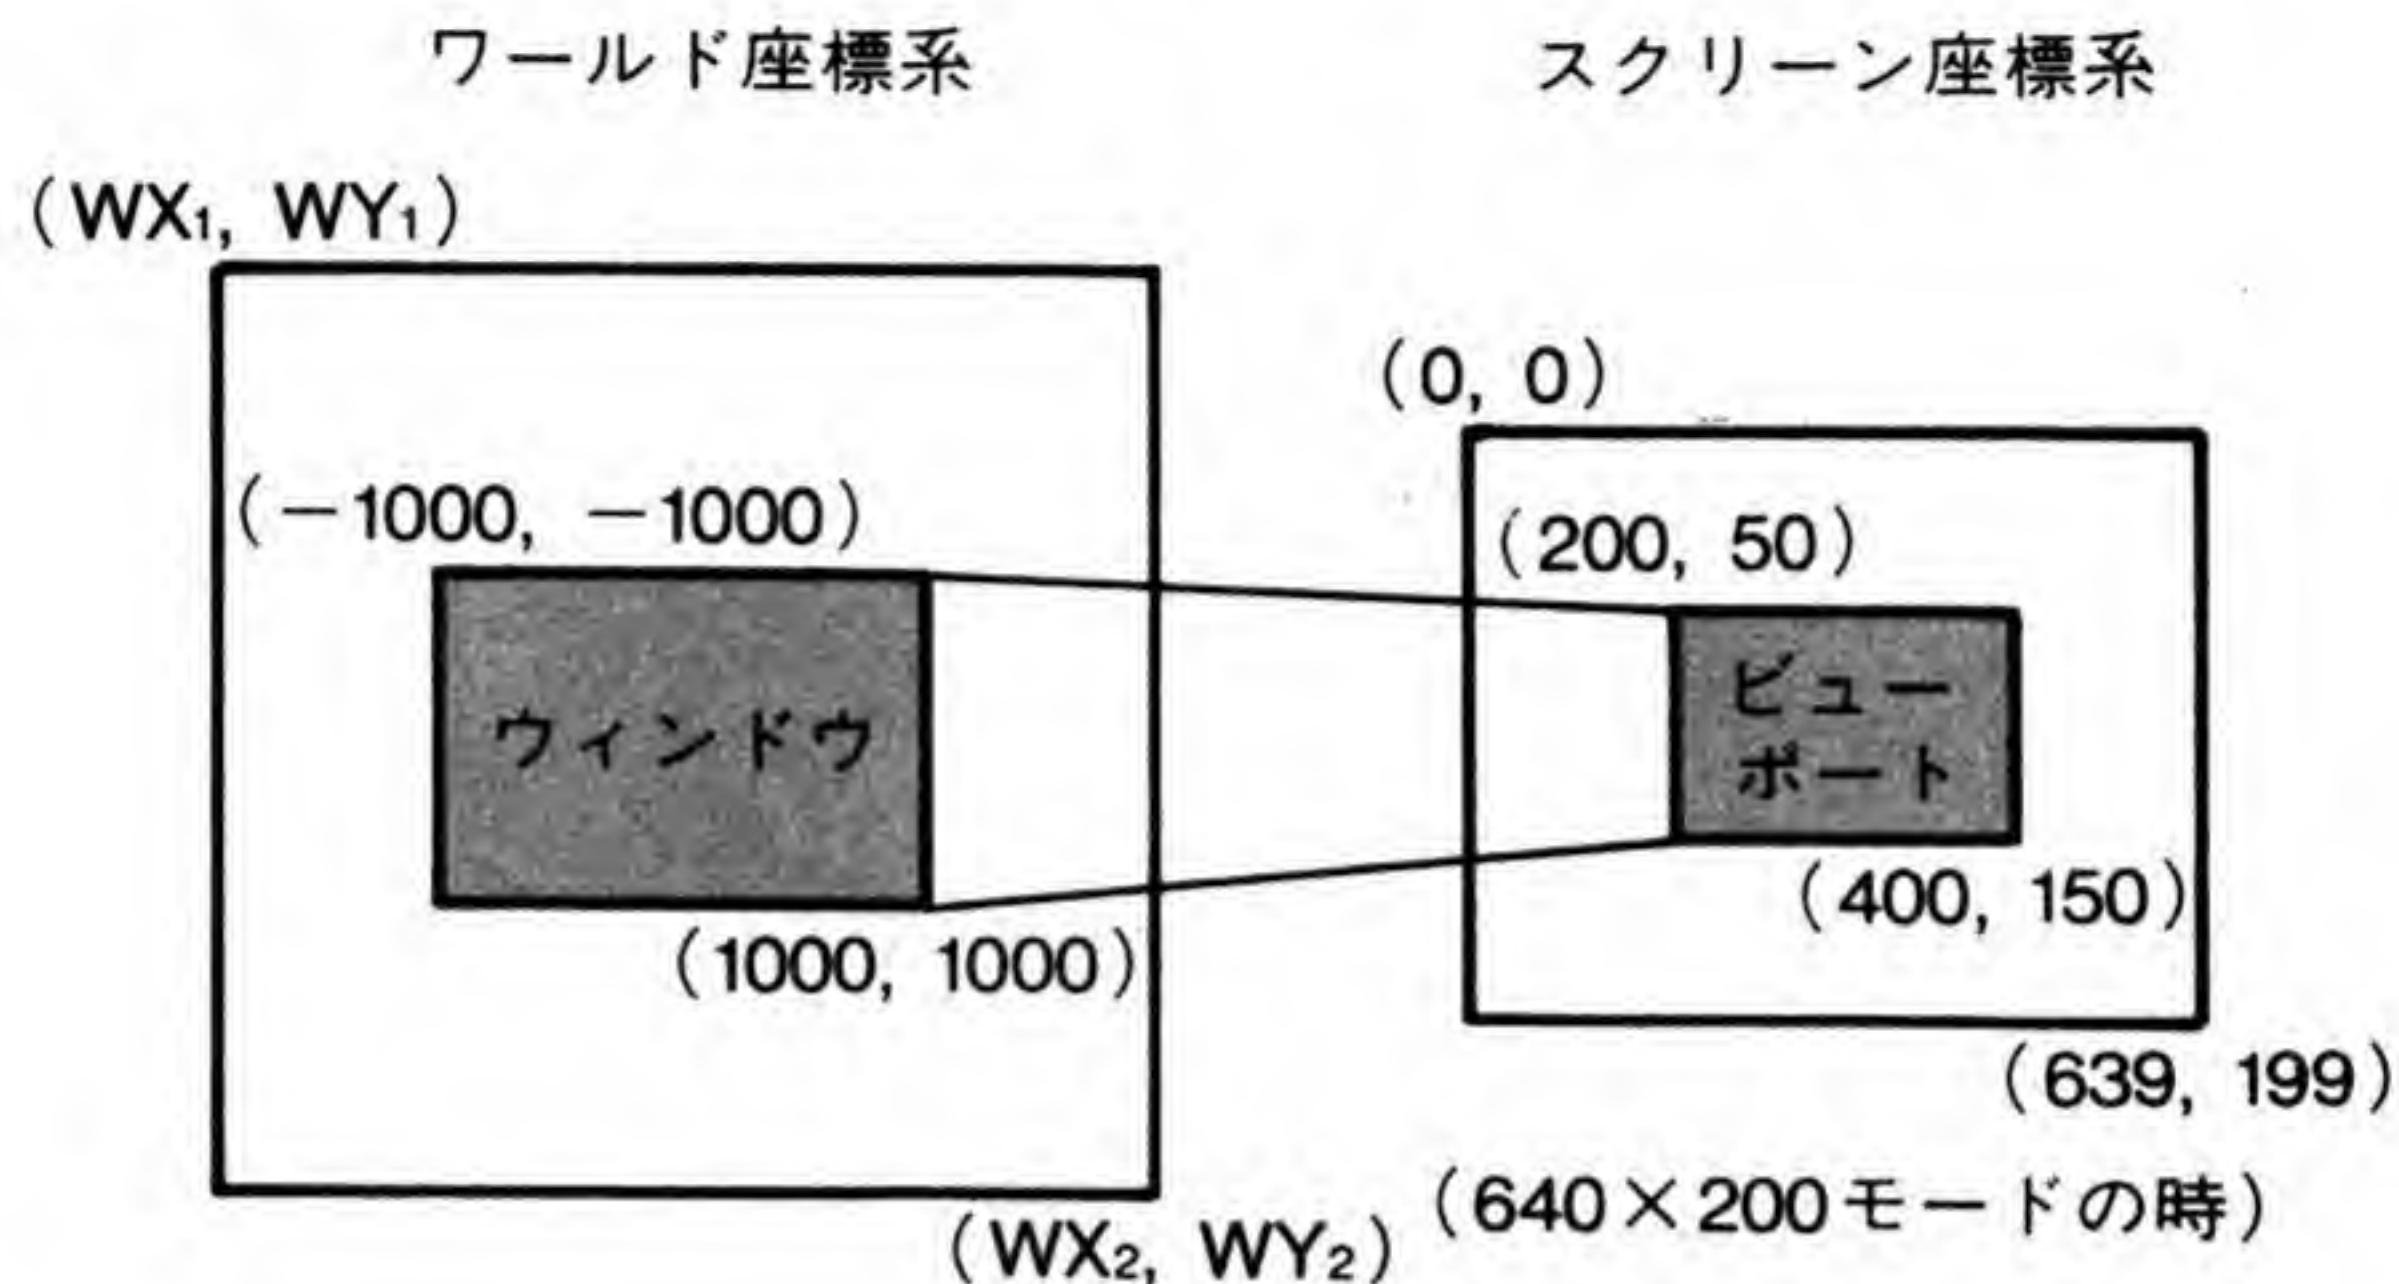 ワールド座標系
スクリーン座標系
(WX₁, WY₁)
(0, 0)
(−1000, −1000)
(200, 50)
ウィンドウ
ビュー
ポート
(400, 150)
(1000, 1000)
(639, 199)
(WX₂, WY₂)
(640×200モードの時)